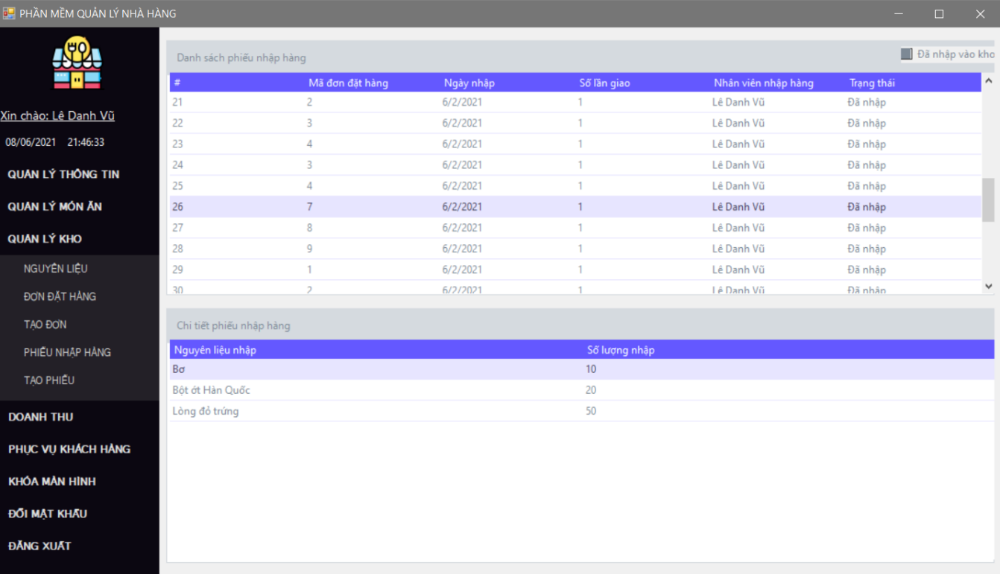 PHẦN MỀM QUẢN LÝ NHÀ HÀNG
Xin chào: Lê Danh Vũ
08/06/2021 21:46:33
QUẢN LÝ THÔNG TIN
QUẢN LÝ MÓN ĂN
QUẢN LÝ KHO
NGUYÊN LIỆU
ĐƠN ĐẶT HÀNG
TẠO ĐƠN
PHIẾU NHẬP HÀNG
TẠO PHIẾU
DOANH THU
PHỤC VỤ KHÁCH HÀNG
KHÓA MÀN HÌNH
ĐỔI MẬT KHẨU
ĐĂNG XUẤT
Danh sách phiếu nhập hàng
Đã nhập vào kho
# Mã đơn đặt hàng Ngày nhập Số lần giao Nhân viên nhập hàng Trạng thái
21 2 6/2/2021 1 Lê Danh Vũ Đã nhập
22 3 6/2/2021 1 Lê Danh Vũ Đã nhập
23 4 6/2/2021 1 Lê Danh Vũ Đã nhập
24 3 6/2/2021 1 Lê Danh Vũ Đã nhập
25 4 6/2/2021 1 Lê Danh Vũ Đã nhập
26 7 6/2/2021 1 Lê Danh Vũ Đã nhập
27 8 6/2/2021 1 Lê Danh Vũ Đã nhập
28 9 6/2/2021 1 Lê Danh Vũ Đã nhập
29 1 6/2/2021 1 Lê Danh Vũ Đã nhập
30 2 6/2/2021 1 Lê Danh Vũ Đã nhập
Chi tiết phiếu nhập hàng
Nguyên liệu nhập Số lượng nhập
Bơ 10
Bột ớt Hàn Quốc 20
Lòng đỏ trứng 50